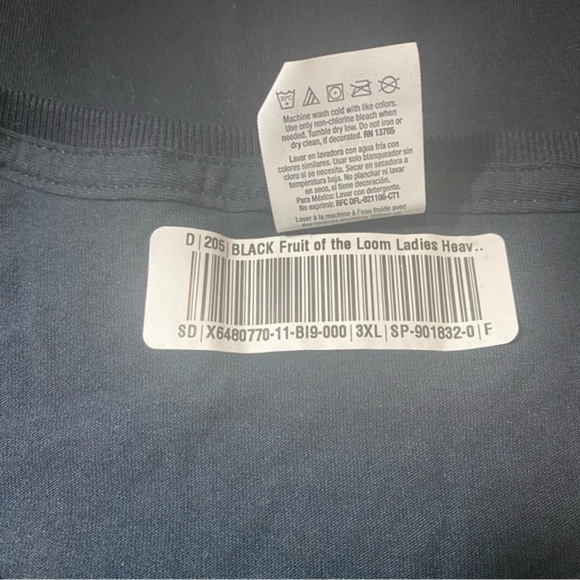 30°C
Machine wash cold with like colors.
Use only non-chlorine bleach when
needed. Tumble dry low. Do not iron or
dry clean, if decorated. RN 13765
Lavar en lavadora con agua fría con
colores similares. Usar solo blanqueador sin
cloro si se necesita. Secar en secadora a
temperatura baja. No planchar ni lavar
en seco, si tiene decoración.
Para México: Lavar con detergente.
No exprimir. RFC DFL-921106-CT1
Laver à la machine à l'eau froide avec
des couleurs
D | 205 | BLACK Fruit of the Loom Ladies Heav..
SD | X6480770-11-BI9-000 | 3XL | SP-901832-0 | F